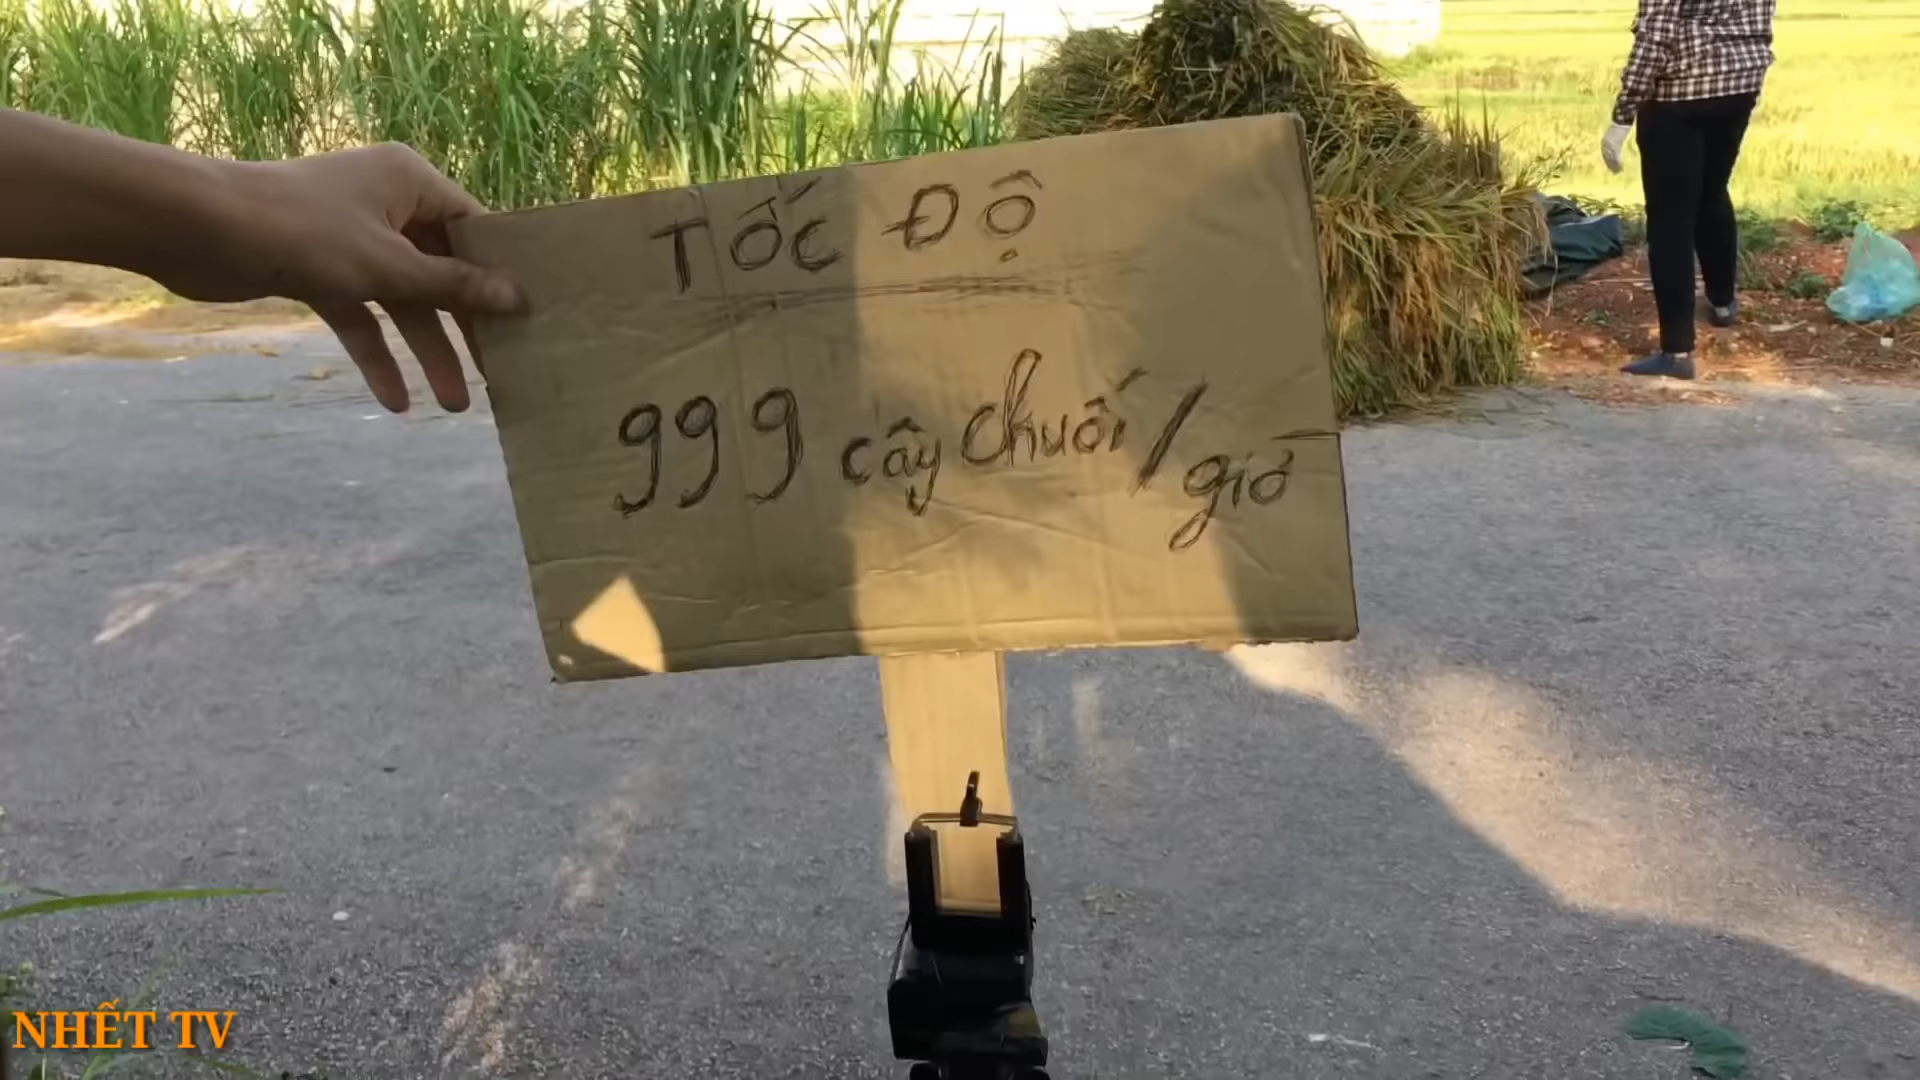 TỐC ĐỘ
999 cây chuối / giờ
NHẾT TV